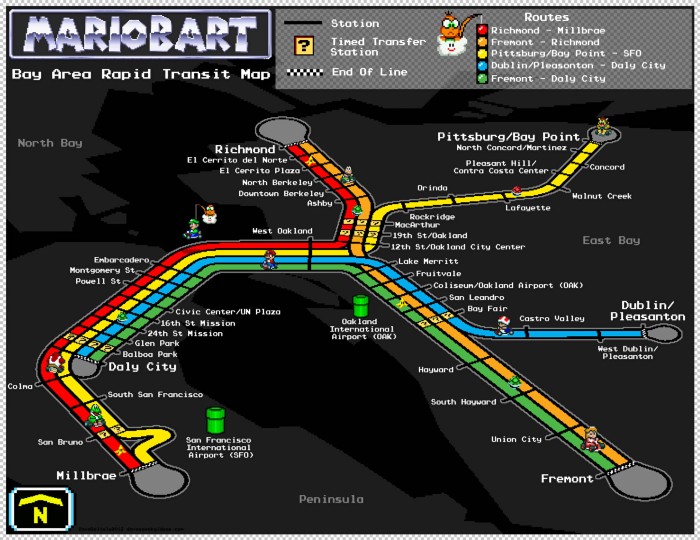 MARIOBART
Bay Area Rapid Transit Map
Station
?
Timed Transfer
Station
End Of Line
Routes
Richmond - Millbrae
Fremont - Richmond
Pittsburg/Bay Point - SFO
Dublin/Pleasonton - Daly City
Fremont - Daly City
North Bay
Richmond
El Cerrito del Norte
El Cerrito Plaza
North Berkeley
Downtown Berkeley
Ashby
Pittsburg/Bay Point
North Concord/Martinez
Pleasant Hill/
Contra Costa Center
Concord
Orinda
Walnut Creek
Lafayette
Rockridge
MacArthur
19th St/Oakland
12th St/Oakland City Center
East Bay
West Oakland
Embarcadero
Montgomery St.
Powell St.
Lake Merritt
Fruitvale
Coliseum/Oakland Airport (OAK)
San Leandro
Bay Fair
Castro Valley
Dublin/
Pleasanton
West Dublin/
Pleasanton
Civic Center/UN Plaza
16th St Mission
24th St Mission
Glen Park
Balboa Park
Daly City
Oakland
International
Airport (OAK)
Colma
South San Francisco
Hayward
South Hayward
San Bruno
San Francisco
International
Airport (SFO)
Union City
Millbrae
Fremont
Peninsula
N